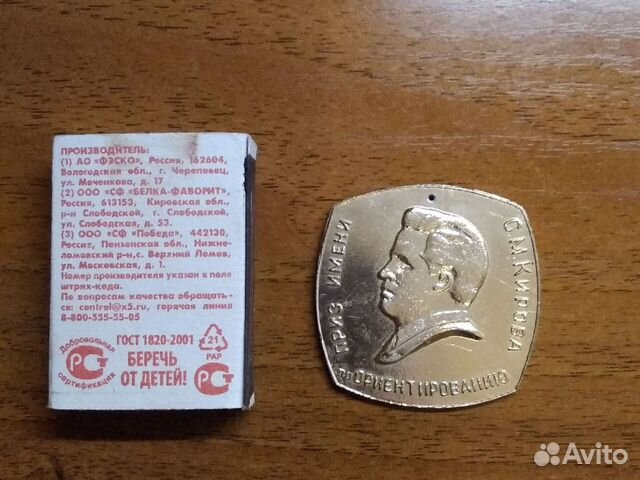 ПРОИЗВОДИТЕЛЬ:
(1) АО «ФЭСКО», Россия, 162604,
Вологодская обл., г. Череповец,
ул. Моченкова, д. 17
(2) ООО «СФ «БЕЛКА-ФАВОРИТ»,
Россия, 613153, Кировская обл.,
р-н Слободской, г. Слободской,
ул. Слободская, д. 53.
(3) ООО «СФ «Победа», 442130,
Россия, Пензенская обл., Нижне-
ломовский р-н,с. Верхний Ломов,
ул. Московская, д. 1.
Номер производителя указан в поле
штрих-кода.
По вопросам качества обращать-
ся: control@x5.ru, горячая линия
8-800-555-55-05
Добровольная
сертификация
РСТ
ГОСТ 1820-2001
БЕРЕЧЬ
ОТ ДЕТЕЙ!
21
PAP
РСТ
ПРИЗ ИМЕНИ
С.М.КИРОВА
ПО ОРИЕНТИРОВАНИЮ
Avito